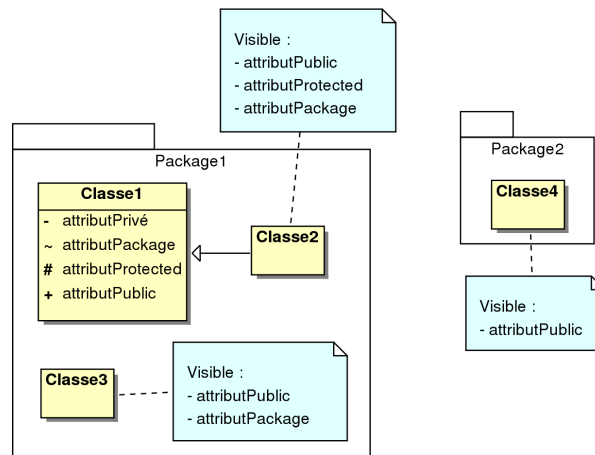 Visible :
- attributPublic
- attributProtected
- attributPackage
Package1
Classe1
- attributPrivé
~ attributPackage
# attributProtected
+ attributPublic
Classe2
Classe3
Visible :
- attributPublic
- attributPackage
Package2
Classe4
Visible :
- attributPublic